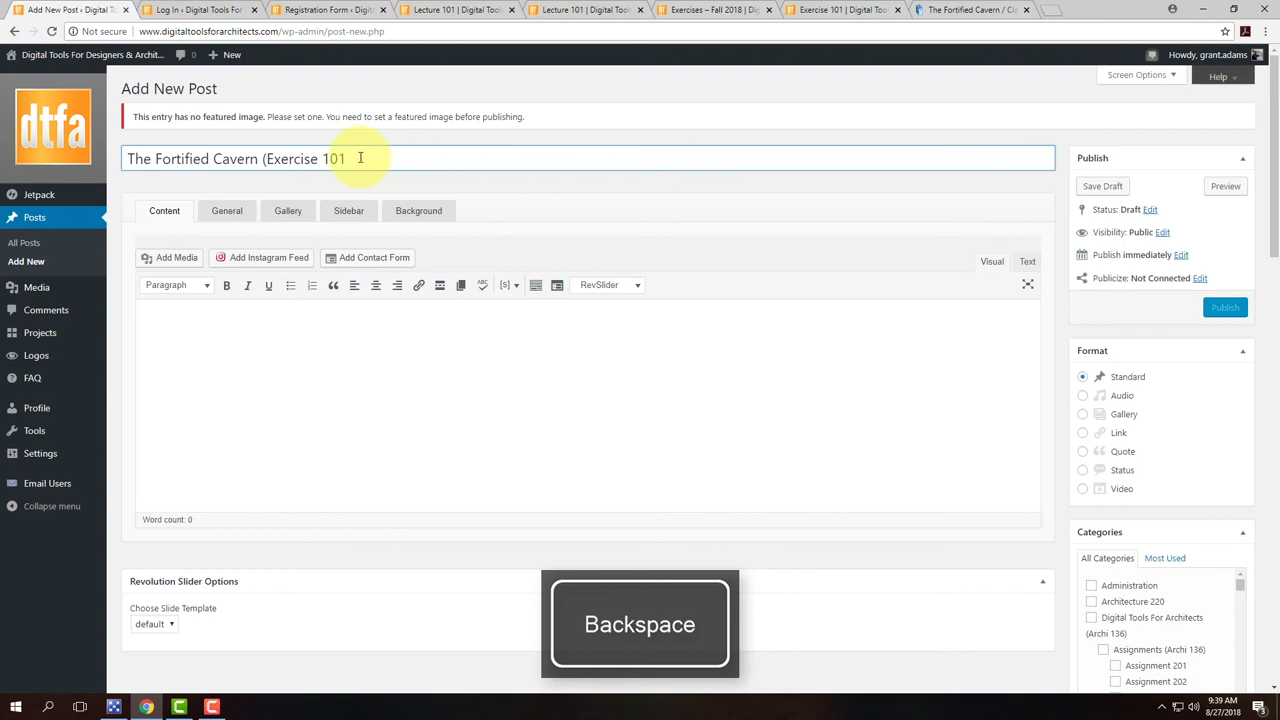 Add New Post ‹ Digital T
Log In ‹ Digital Tools For
Registration Form ‹ Digita
Lecture 101 | Digital Tools
Lecture 101 | Digital Tools
Exercises – Fall 2018 | Dig
Exercise 101 | Digital Tool
The Fortified Cavern / Cla
Not secure www.digitaltoolsforarchitects.com/wp-admin/post-new.php
Digital Tools For Designers & Archit... 0 New
Howdy, grant.adams
Screen Options
Help
Add New Post
This entry has no featured image. Please set one. You need to set a featured image before publishing.
The Fortified Cavern (Exercise 101
dtfa
Jetpack
Posts
All Posts
Add New
Media
Comments
Projects
Logos
FAQ
Profile
Tools
Settings
Email Users
Collapse menu
Content
General
Gallery
Sidebar
Background
Add Media
Add Instagram Feed
Add Contact Form
Visual
Text
Paragraph
B
I
U
ABC
[S]
RevSlider
Word count: 0
Revolution Slider Options
Choose Slide Template
default
Backspace
Publish
Save Draft
Preview
Status: Draft Edit
Visibility: Public Edit
Publish immediately Edit
Publicize: Not Connected Edit
Publish
Format
Standard
Audio
Gallery
Link
Quote
Status
Video
Categories
All Categories
Most Used
Administration
Architecture 220
Digital Tools For Architects
(Archi 136)
Assignments (Archi 136)
Assignment 201
Assignment 202
9:39 AM
8/27/2018
3